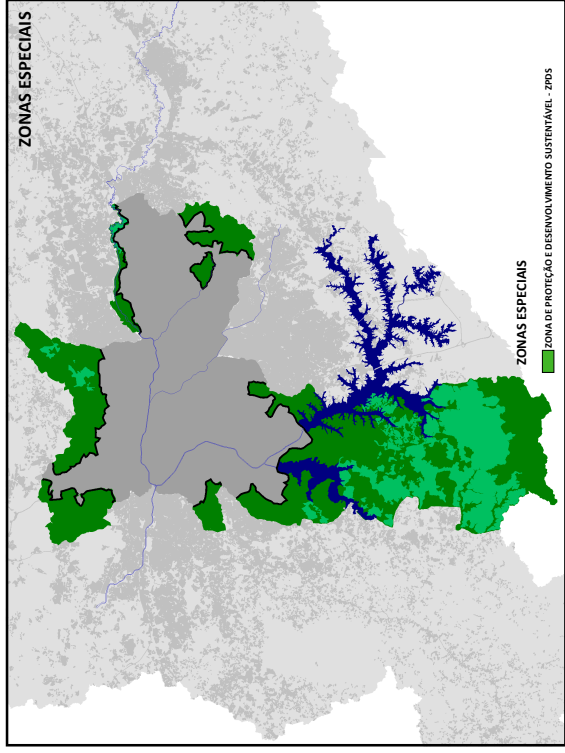 ZONAS ESPECIAIS
ZONAS ESPECIAIS
ZONA DE PROTEÇÃO E DESENVOLVIMENTO SUSTENTÁVEL - ZPDS